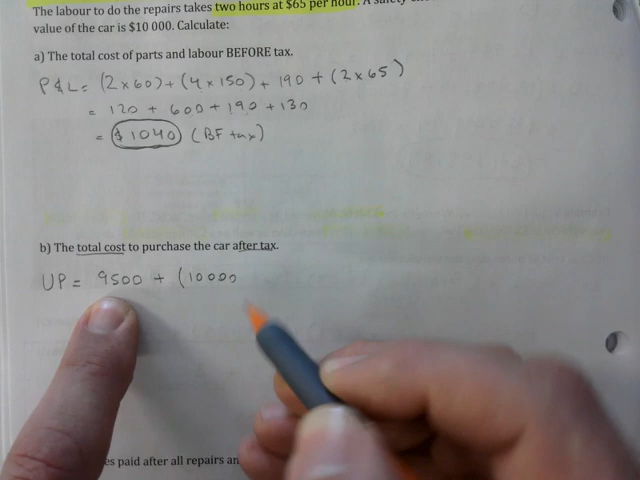 The labour to do the repairs takes two hours at $65 per hour. A safety
value of the car is $10 000. Calculate:
a) The total cost of parts and labour BEFORE tax.
P & L = (2 x 60) + (4 x 150) + 190 + (2 x 65)
= 120 + 600 + 190 + 130
= $1040 (BF tax)
b) The total cost to purchase the car after tax.
UP = 9500 + (10000
es paid after all repairs an